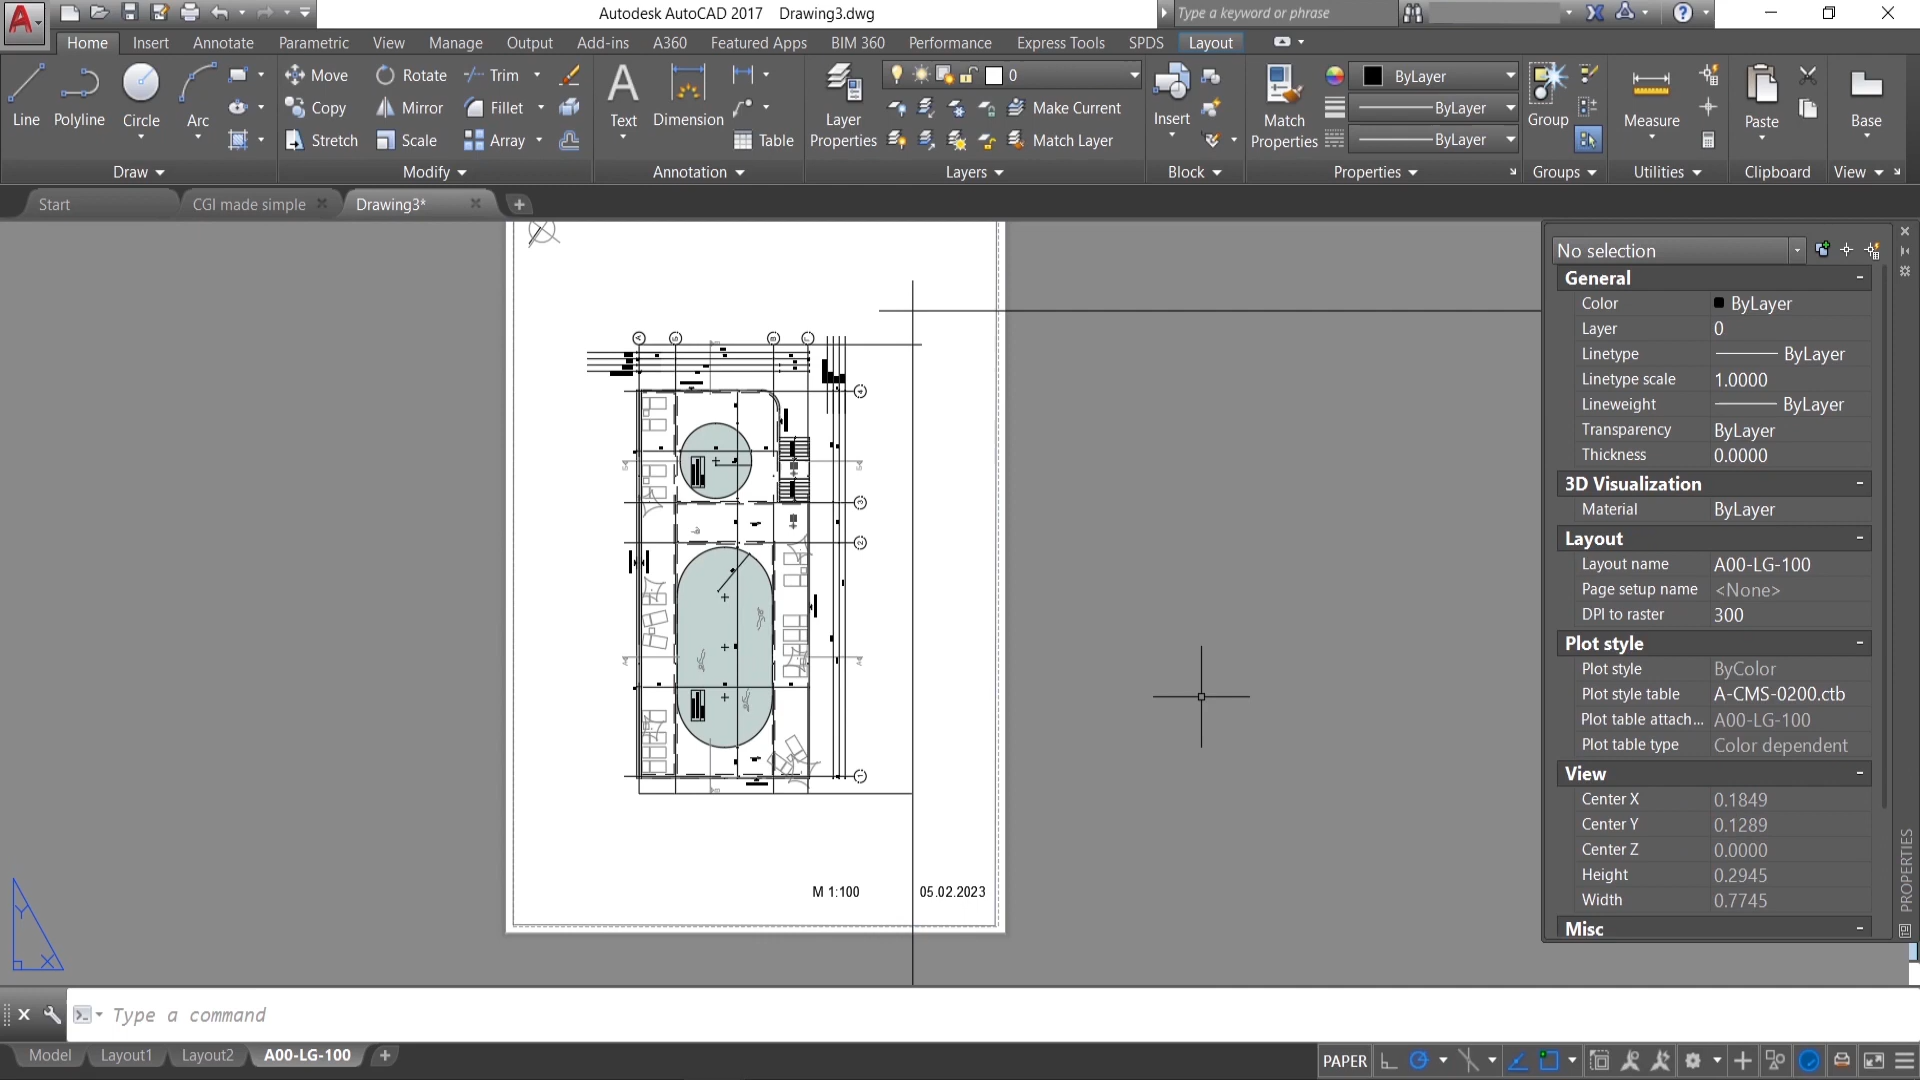 Autodesk AutoCAD 2017 Drawing3.dwg
Type a keyword or phrase
Home Insert Annotate Parametric View Manage Output Add-ins A360 Featured Apps BIM 360 Performance Express Tools SPDS Layout
Line Polyline Circle Arc
Move Rotate Trim
Copy Mirror Fillet
Stretch Scale Array
Text Dimension Table
Layer Properties
0
Make Current
Match Layer
Insert
Match Properties
ByLayer
ByLayer
ByLayer
Group Measure Paste Base
Draw Modify Annotation Layers Block Properties Groups Utilities Clipboard View
Start CGI made simple Drawing3*
No selection
General
Color ByLayer
Layer 0
Linetype ByLayer
Linetype scale 1.0000
Lineweight ByLayer
Transparency ByLayer
Thickness 0.0000
3D Visualization
Material ByLayer
Layout
Layout name A00-LG-100
Page setup name <None>
DPI to raster 300
Plot style
Plot style ByColor
Plot style table A-CMS-0200.ctb
Plot table attach... A00-LG-100
Plot table type Color dependent
View
Center X 0.1849
Center Y 0.1289
Center Z 0.0000
Height 0.2945
Width 0.7745
Misc
PROPERTIES
А Б В Г
4
3
2
1
M 1:100 05.02.2023
Y
X
Type a command
Model Layout1 Layout2 A00-LG-100
PAPER